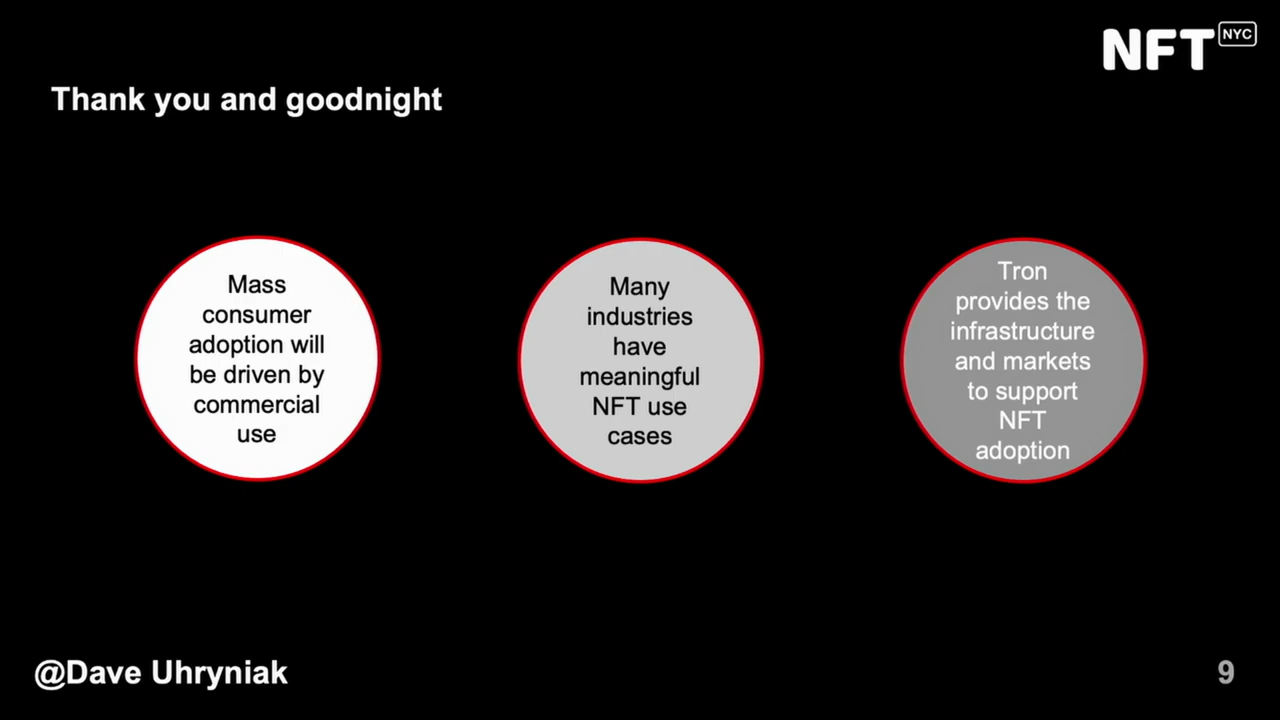 NFT NYC
Thank you and goodnight
Mass
consumer
adoption will
be driven by
commercial
use
Many
industries
have
meaningful
NFT use
cases
Tron
provides the
infrastructure
and markets
to support
NFT
adoption
@Dave Uhryniak
9